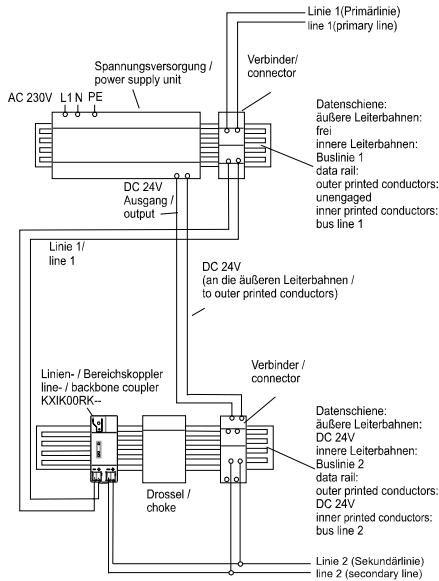 Linie 1(Primärlinie)
line 1(primary line)
Spannungsversorgung /
power supply unit
Verbinder/
connector
AC 230V L1 N PE
Datenschiene:
äußere Leiterbahnen:
frei
innere Leiterbahnen:
Buslinie 1
data rail:
outer printed conductors:
unengaged
inner printed conductors:
bus line 1
DC 24V
Ausgang /
output
Linie 1/
line 1
DC 24V
(an die äußeren Leiterbahnen /
to outer printed conductors)
Linien- / Bereichskoppler
line- / backbone coupler
KXIK00RK--
Verbinder /
connector
Datenschiene:
äußere Leiterbahnen:
DC 24V
innere Leiterbahnen:
Buslinie 2
data rail:
outer printed conductors:
DC 24V
inner printed conductors:
bus line 2
Drossel /
choke
Linie 2 (Sekundärlinie)
line 2 (secondary line)